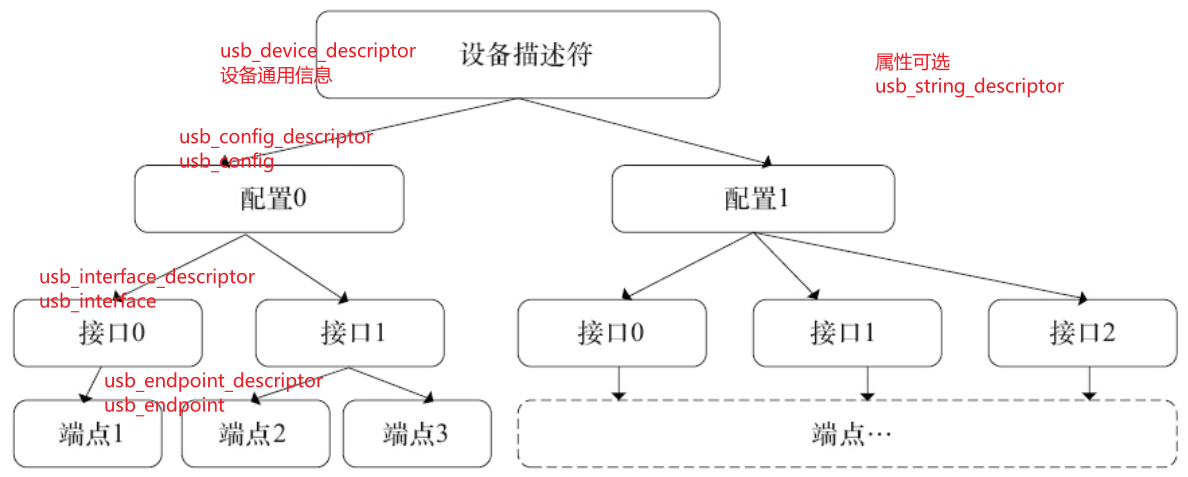 usb_device_descriptor
设备通用信息
设备描述符
属性可选
usb_string_descriptor
usb_config_descriptor
usb_config
配置0
配置1
usb_interface_descriptor
usb_interface
接口0
接口1
接口0
接口1
接口2
usb_endpoint_descriptor
usb_endpoint
端点1
端点2
端点3
端点…